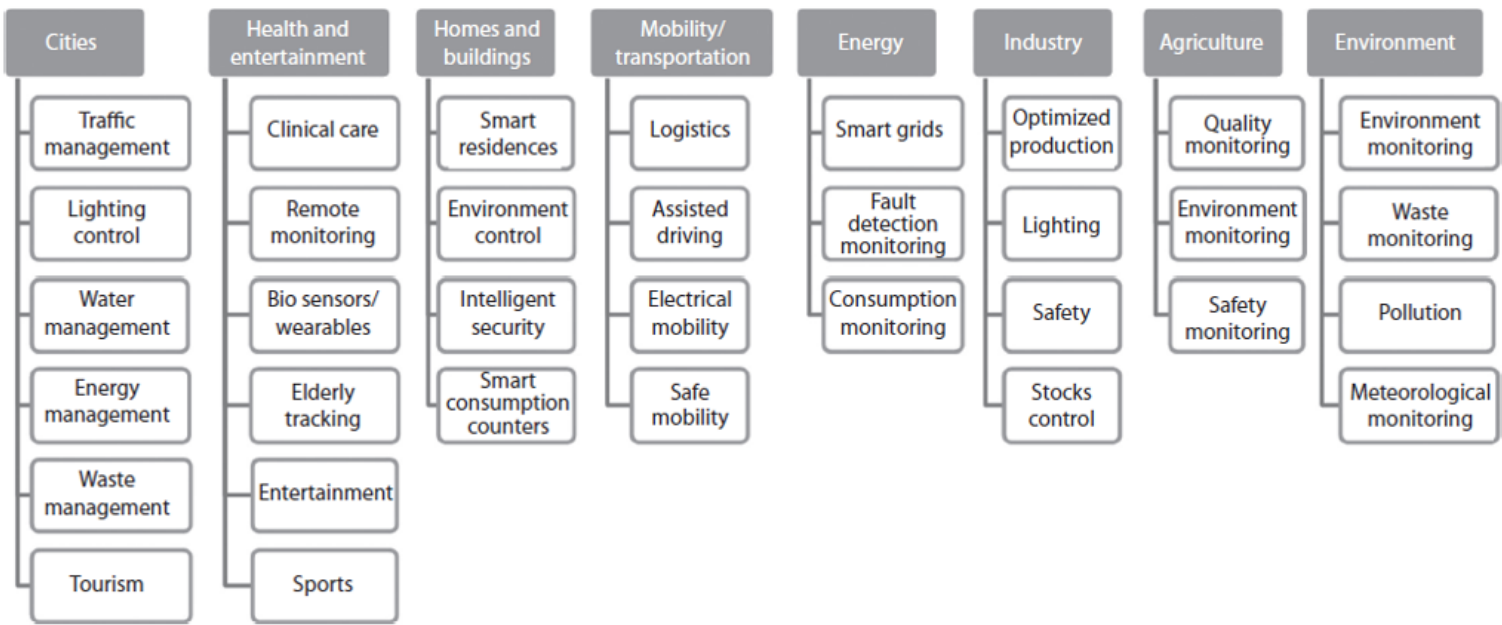 Cities
Traffic
management
Lighting
control
Water
management
Energy
management
Waste
management
Tourism
Health and
entertainment
Clinical care
Remote
monitoring
Bio sensors/
wearables
Elderly
tracking
Entertainment
Sports
Homes and
buildings
Smart
residences
Environment
control
Intelligent
security
Smart
consumption
counters
Mobility/
transportation
Logistics
Assisted
driving
Electrical
mobility
Safe
mobility
Energy
Smart grids
Fault
detection
monitoring
Consumption
monitoring
Industry
Optimized
production
Lighting
Safety
Stocks
control
Agriculture
Quality
monitoring
Environment
monitoring
Safety
monitoring
Environment
Environment
monitoring
Waste
monitoring
Pollution
Meteorological
monitoring